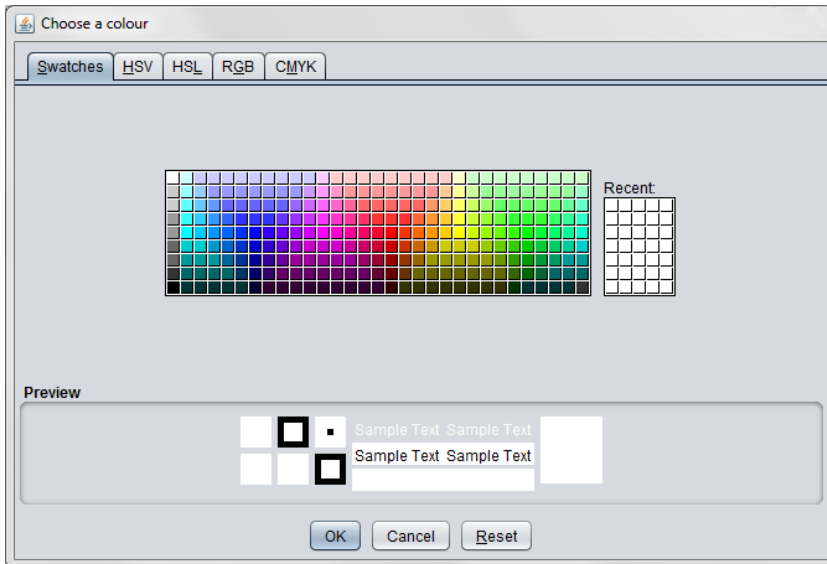 Choose a colour
Swatches HSV HSL RGB CMYK
Recent:
Preview
Sample Text Sample Text
Sample Text Sample Text
OK Cancel Reset